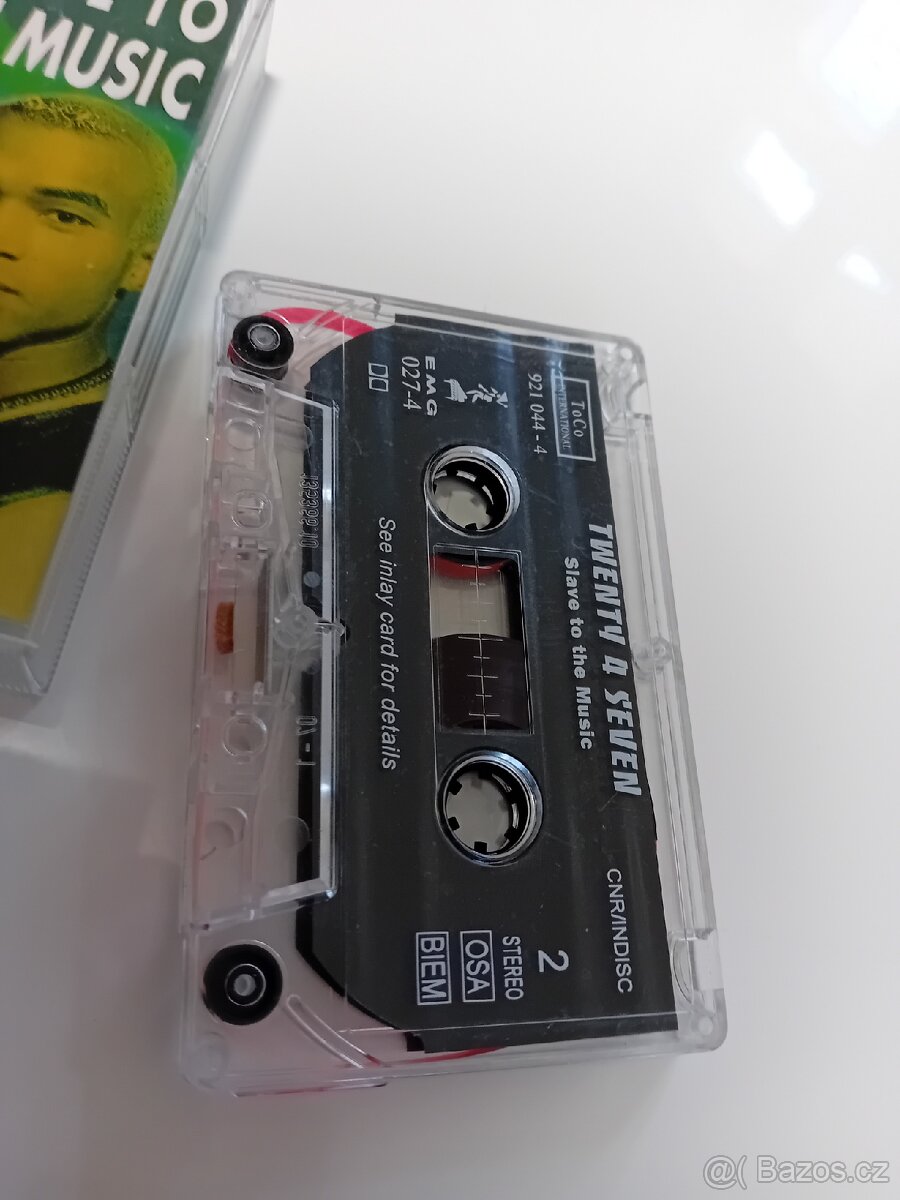 E TO
MUSIC
ToCo
INTERNATIONAL
921 044 - 4
EMG
027-4
TWENTY 4 SEVEN
Slave to the Music
See inlay card for details
CNR/INDISC
2
STEREO
OSA
BIEM
@( Bazos.cz